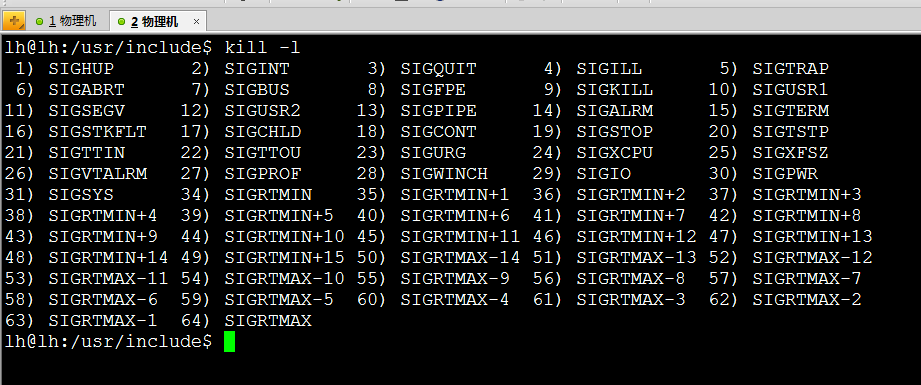 1 物理机 2 物理机 ×
lh@lh:/usr/include$ kill -l
1) SIGHUP 2) SIGINT 3) SIGQUIT 4) SIGILL 5) SIGTRAP
6) SIGABRT 7) SIGBUS 8) SIGFPE 9) SIGKILL 10) SIGUSR1
11) SIGSEGV 12) SIGUSR2 13) SIGPIPE 14) SIGALRM 15) SIGTERM
16) SIGSTKFLT 17) SIGCHLD 18) SIGCONT 19) SIGSTOP 20) SIGTSTP
21) SIGTTIN 22) SIGTTOU 23) SIGURG 24) SIGXCPU 25) SIGXFSZ
26) SIGVTALRM 27) SIGPROF 28) SIGWINCH 29) SIGIO 30) SIGPWR
31) SIGSYS 34) SIGRTMIN 35) SIGRTMIN+1 36) SIGRTMIN+2 37) SIGRTMIN+3
38) SIGRTMIN+4 39) SIGRTMIN+5 40) SIGRTMIN+6 41) SIGRTMIN+7 42) SIGRTMIN+8
43) SIGRTMIN+9 44) SIGRTMIN+10 45) SIGRTMIN+11 46) SIGRTMIN+12 47) SIGRTMIN+13
48) SIGRTMIN+14 49) SIGRTMIN+15 50) SIGRTMAX-14 51) SIGRTMAX-13 52) SIGRTMAX-12
53) SIGRTMAX-11 54) SIGRTMAX-10 55) SIGRTMAX-9 56) SIGRTMAX-8 57) SIGRTMAX-7
58) SIGRTMAX-6 59) SIGRTMAX-5 60) SIGRTMAX-4 61) SIGRTMAX-3 62) SIGRTMAX-2
63) SIGRTMAX-1 64) SIGRTMAX
lh@lh:/usr/include$